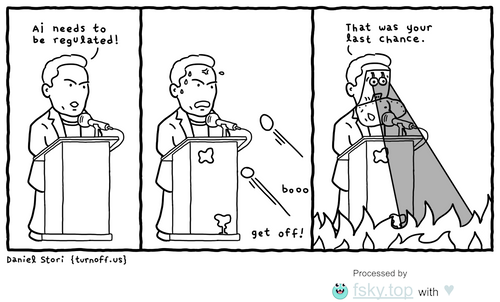 Ai needs to
be regulated!
booo
get off!
That was your
last chance.
Daniel Stori {turnoff.us}
Processed by
fsky.top with ♥